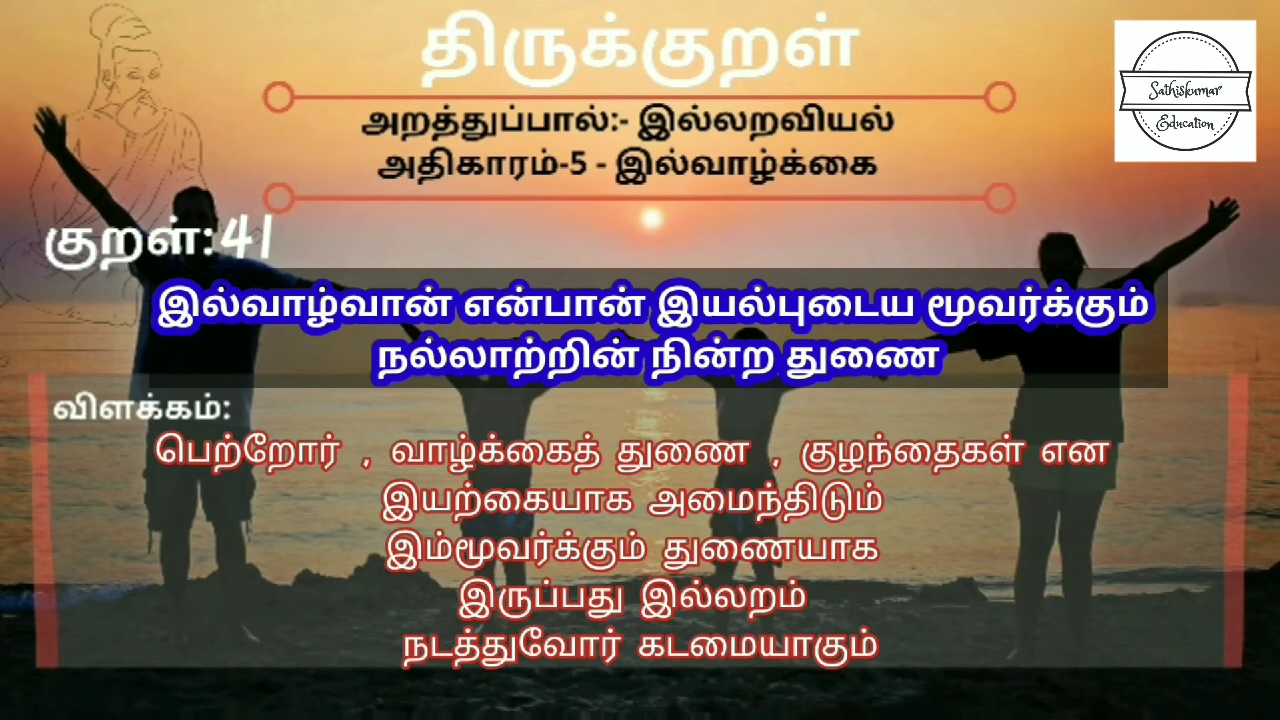 திருக்குறள்
Sathiskumar
Education
அறத்துப்பால்:- இல்லறவியல்
அதிகாரம்-5 - இல்வாழ்க்கை
குறள்:41
இல்வாழ்வான் என்பான் இயல்புடைய மூவர்க்கும்
நல்லாற்றின் நின்ற துணை
விளக்கம்:
பெற்றோர் , வாழ்க்கைத் துணை , குழந்தைகள் என
இயற்கையாக அமைந்திடும்
இம்மூவர்க்கும் துணையாக
இருப்பது இல்லறம்
நடத்துவோர் கடமையாகும்